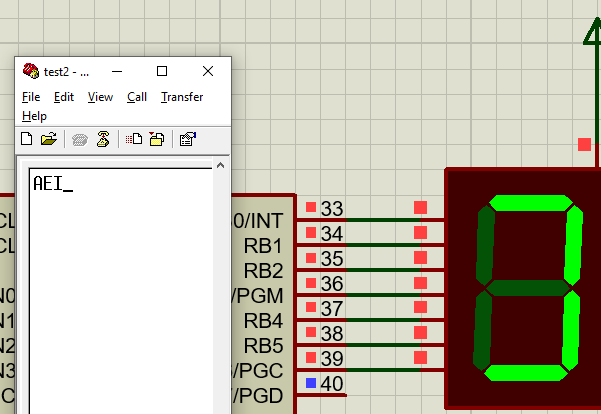 test2 - ...
File Edit View Call Transfer
Help
AEI_
CL 0/INT 33
CL RB1 34
RB2 35
N0 /PGM 36
N1 RB4 37
N2 RB5 38
N3 /PGC 39
C /PGD 40